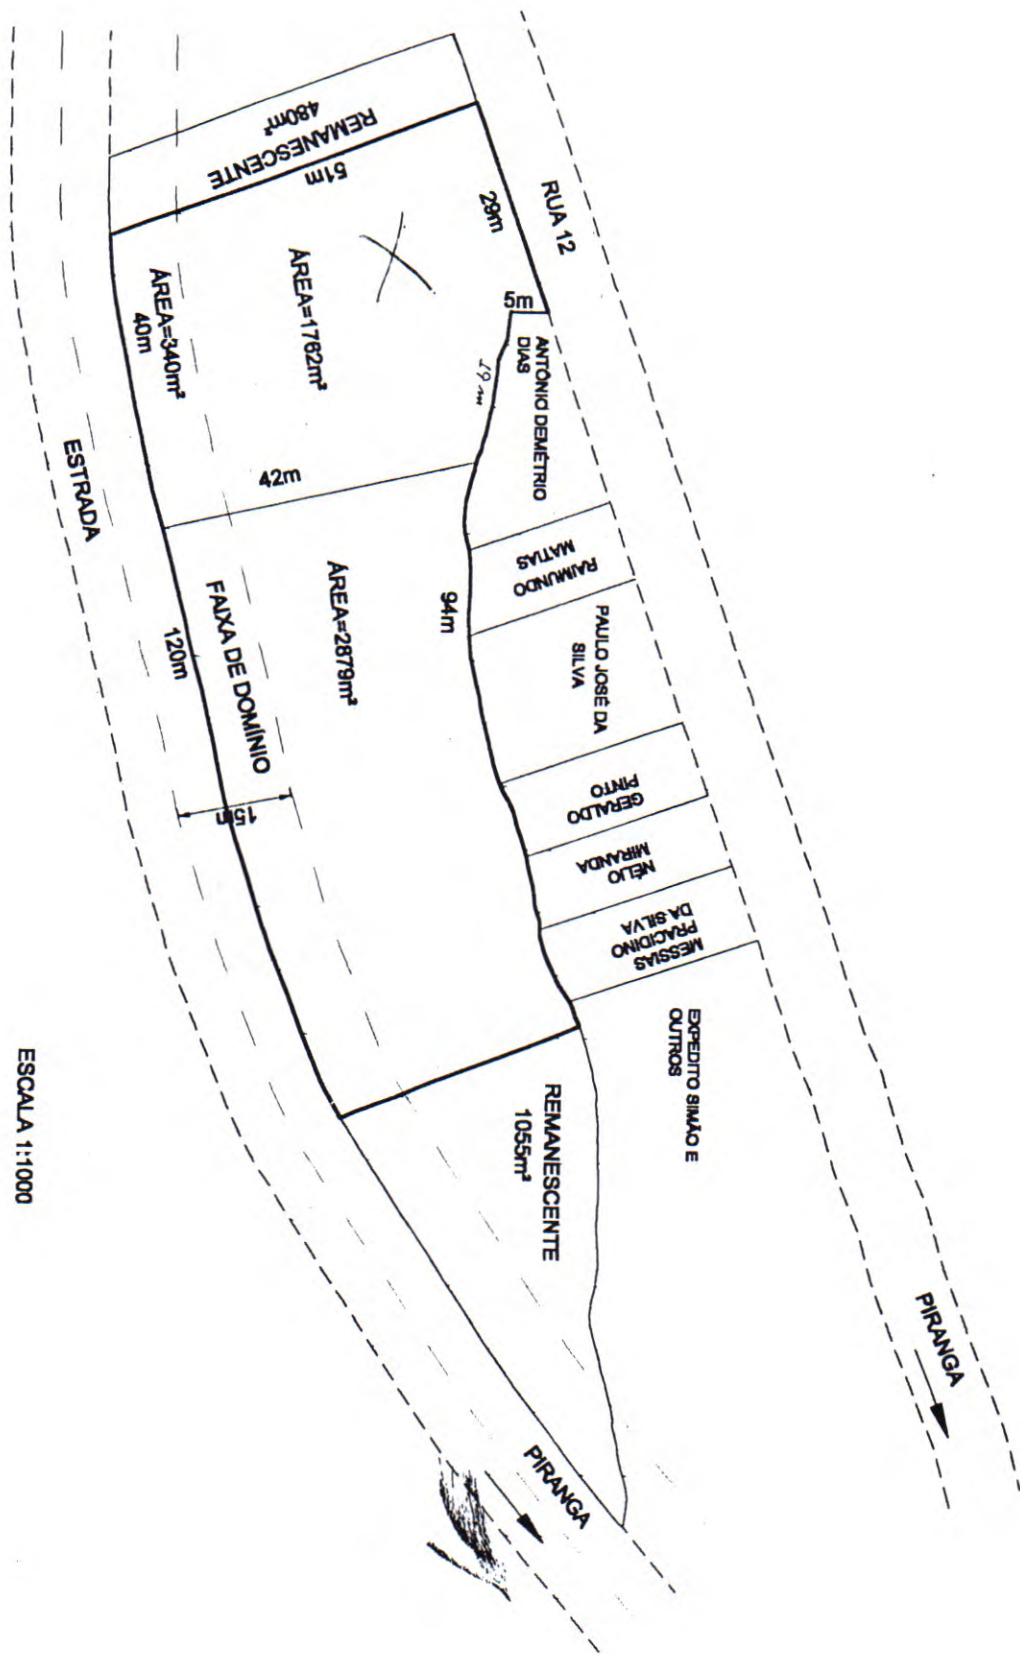 RUA 12
REMANESCENTE
480m²
51m
29m
5m
ÁREA=1762m²
ÁREA=340m²
40m
19m
ANTÔNIO DEMÉTRIO
DIAS
42m
ESTRADA
RAIMUNDO
MATIAS
94m
ÁREA=2879m²
FAIXA DE DOMÍNIO
120m
15m
PAULO JOSÉ DA
SILVA
GERALDO
PINTO
NÉLIO
MIRANDA
MESSIAS
PRACIDINO
DA SILVA
EXPEDITO SIMÃO E
OUTROS
REMANESCENTE
1055m²
PIRANGA
PIRANGA
ESCALA 1:1000